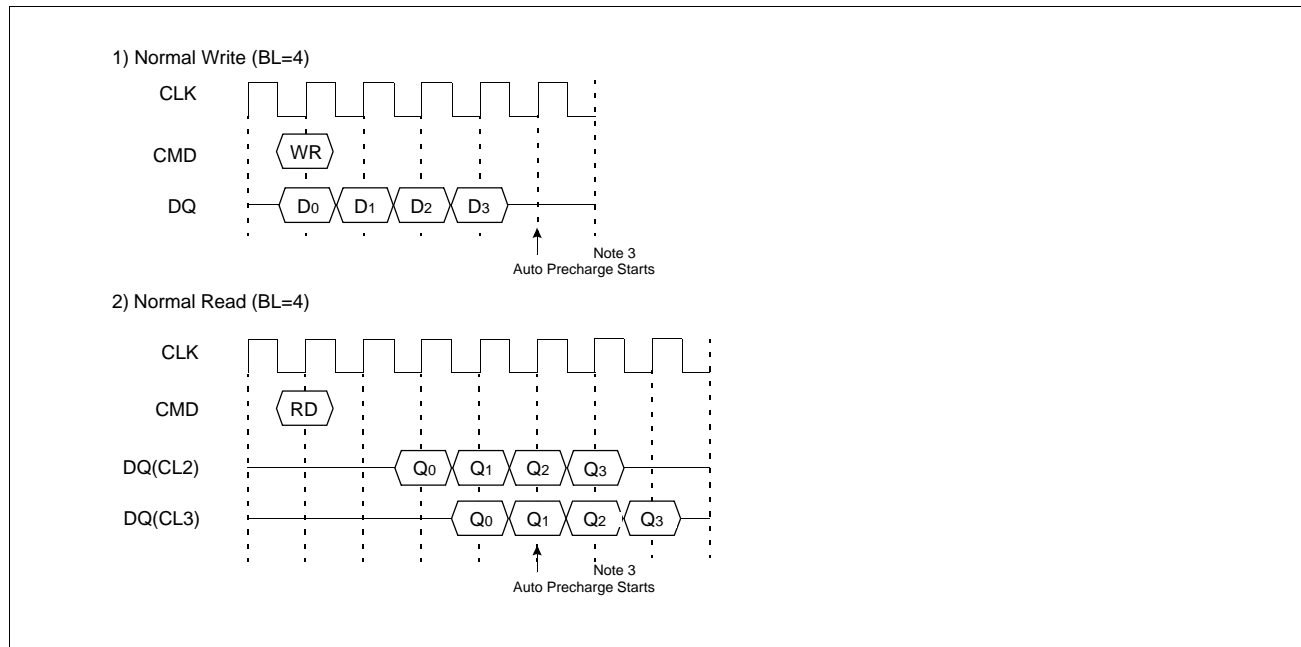 1) Normal Write (BL=4)
CLK
CMD
WR
DQ
D0 D1 D2 D3
Note 3
Auto Precharge Starts
2) Normal Read (BL=4)
CLK
CMD
RD
DQ(CL2)
Q0 Q1 Q2 Q3
DQ(CL3)
Q0 Q1 Q2 Q3
Note 3
Auto Precharge Starts